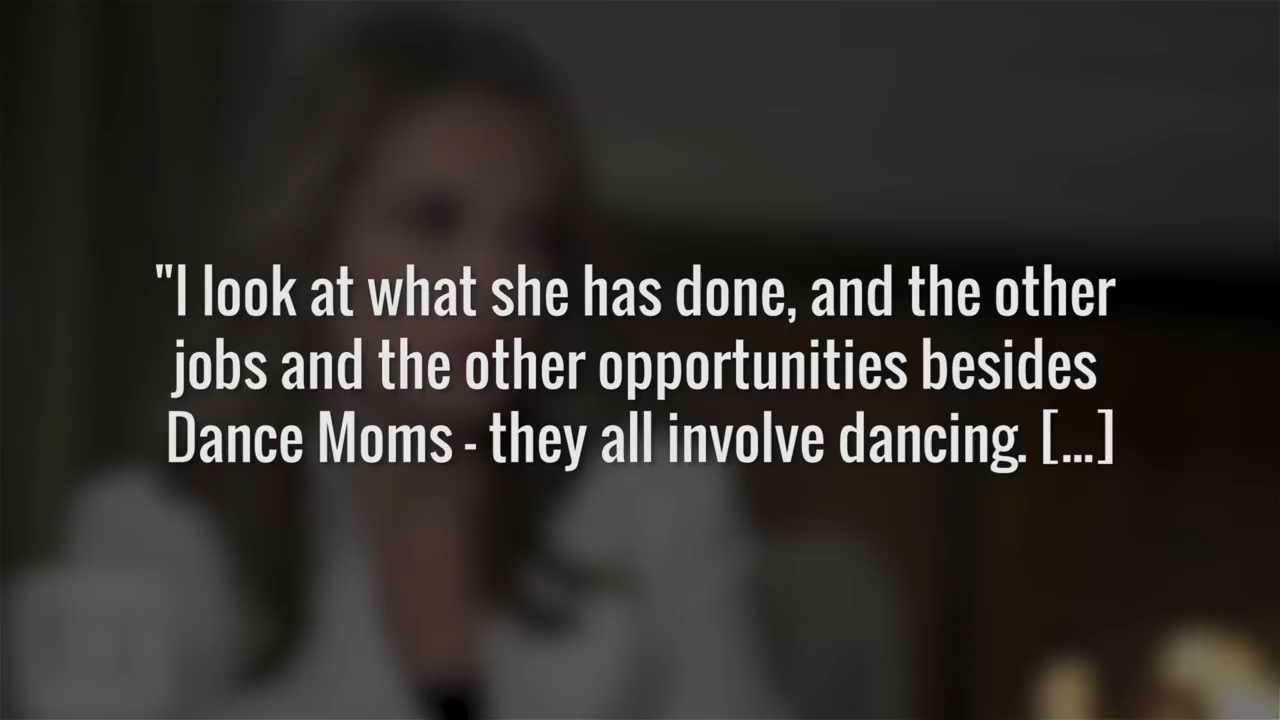 "I look at what she has done, and the other
jobs and the other opportunities besides
Dance Moms - they all involve dancing. [...]